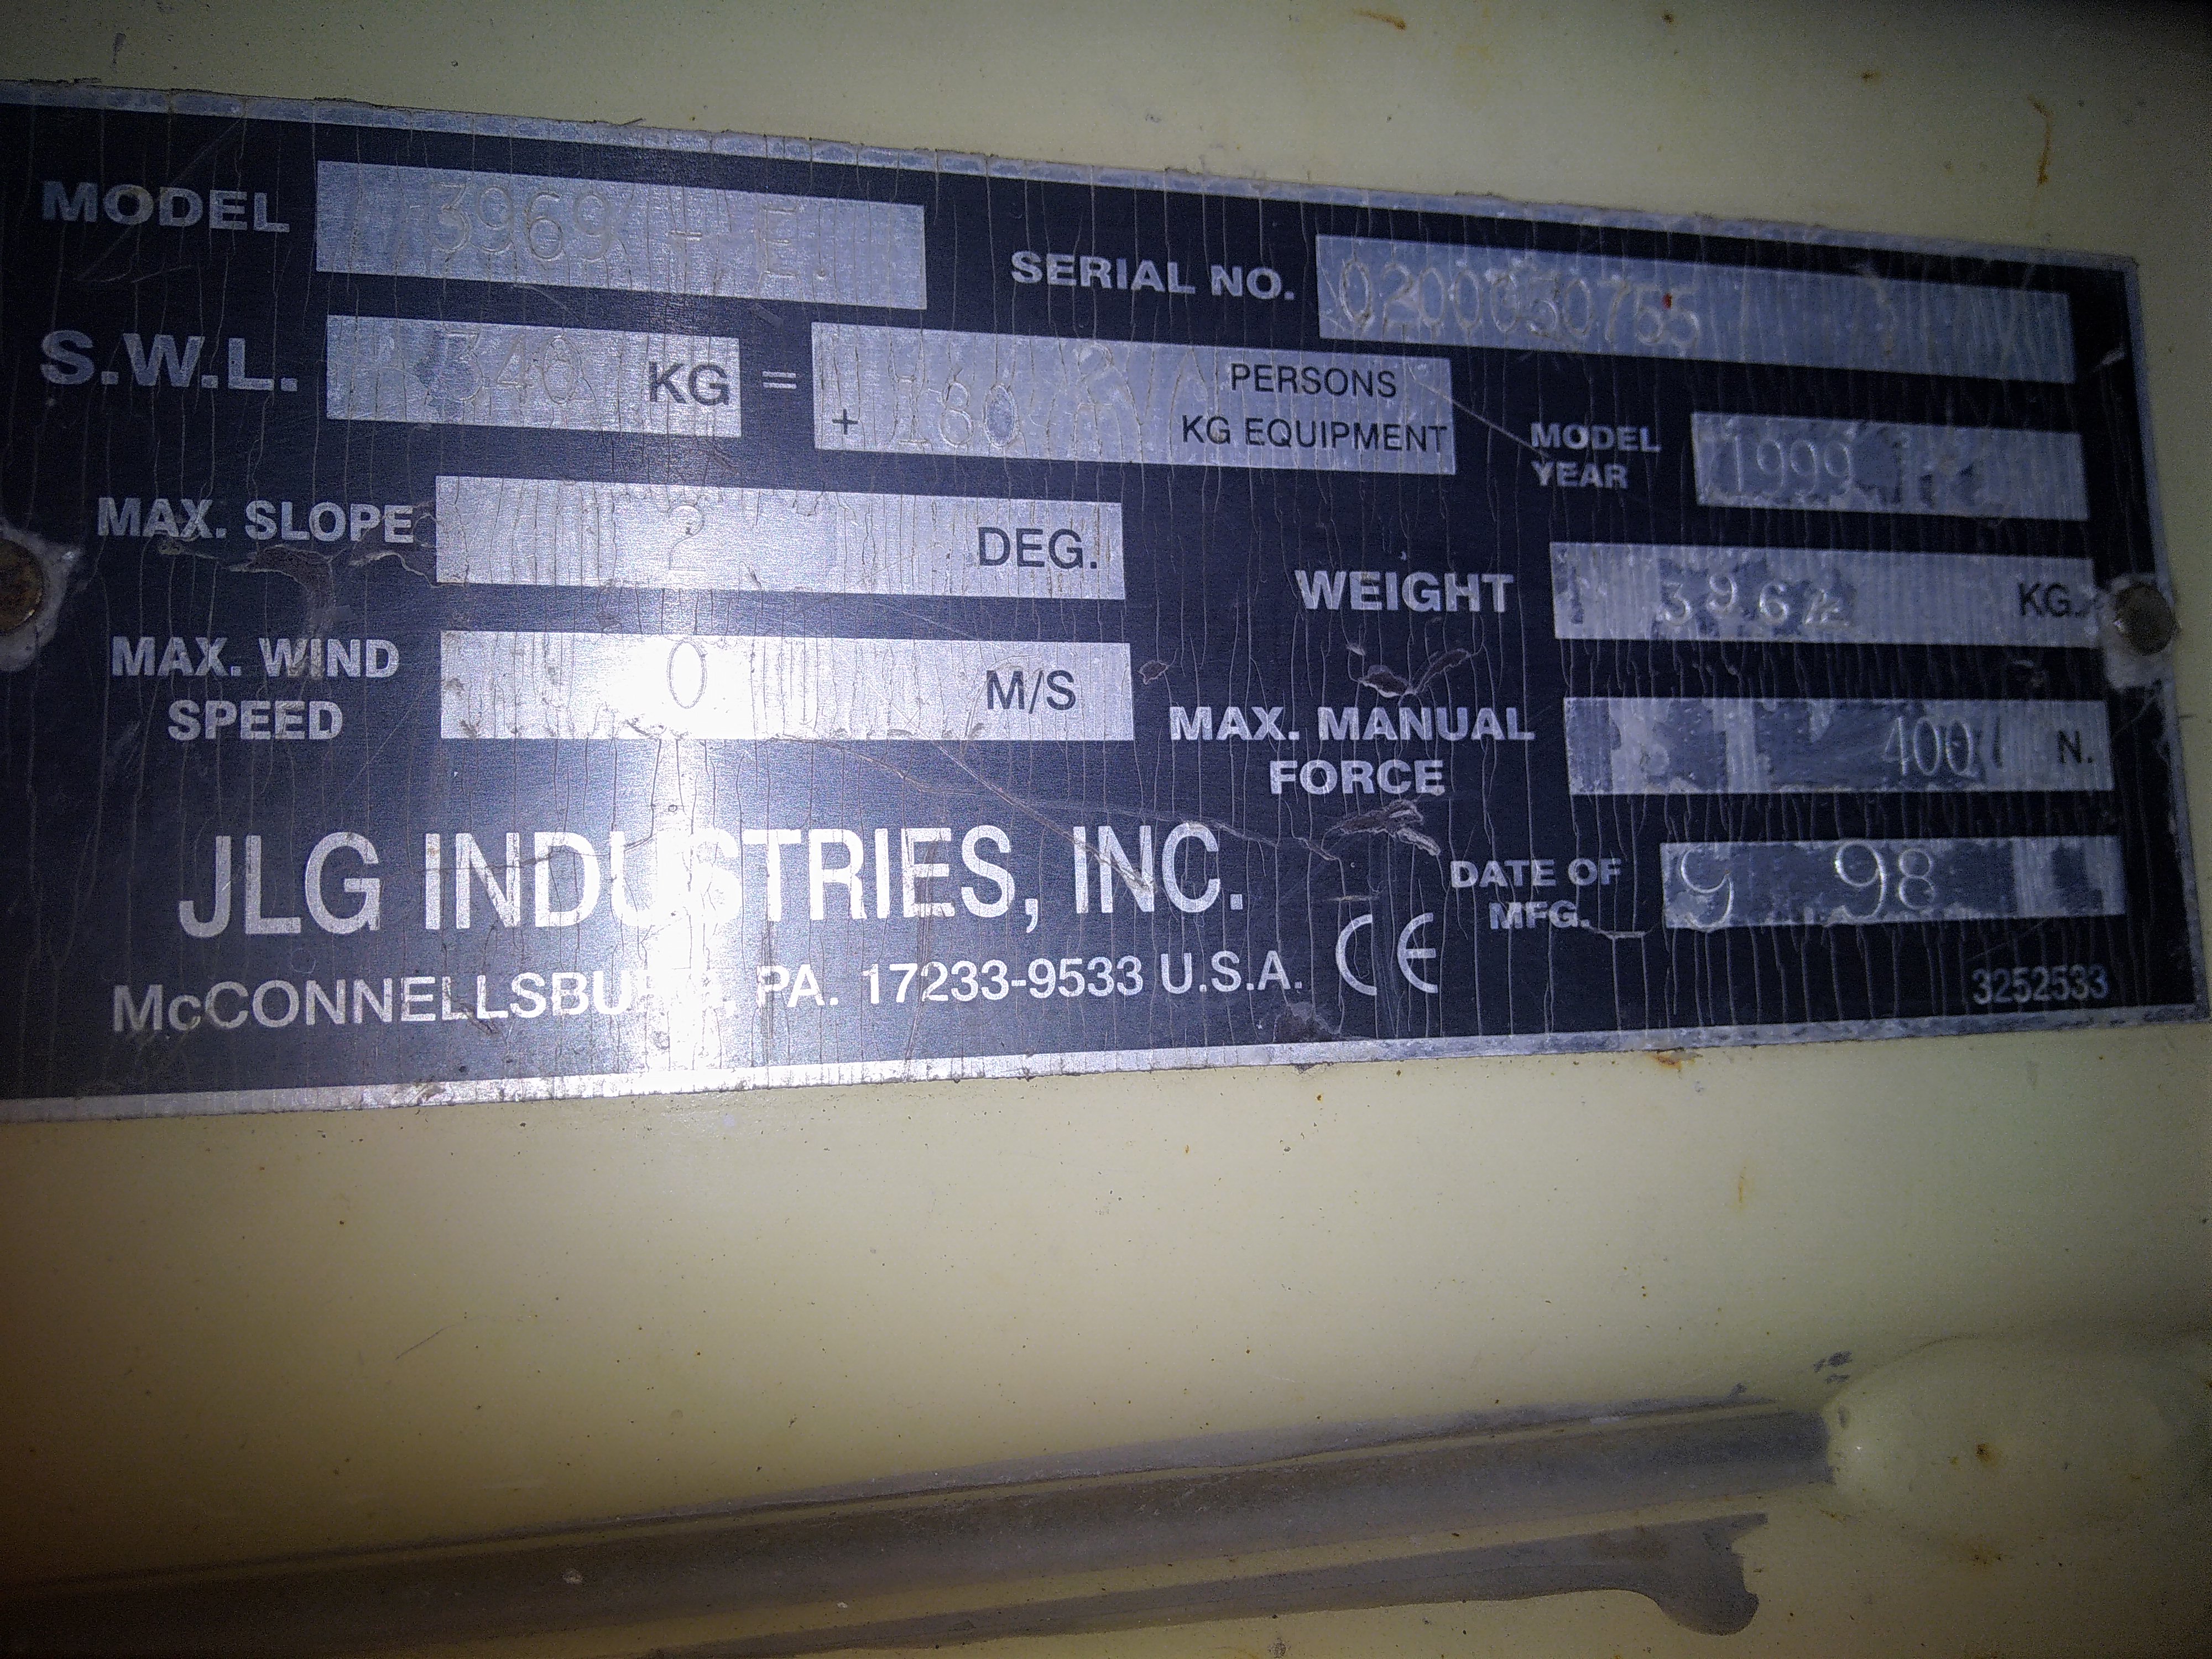 MODEL 3969 - E.
SERIAL NO. 0200050755
S.W.L. 340 KG = PERSONS
+ 180 KG EQUIPMENT
MODEL YEAR 1999
MAX. SLOPE 2 DEG.
WEIGHT 3962 KG.
MAX. WIND SPEED 0 M/S
MAX. MANUAL FORCE 400 N.
JLG INDUSTRIES, INC.
DATE OF MFG. 9 98
PA. 17233-9533 U.S.A. CE
3252533